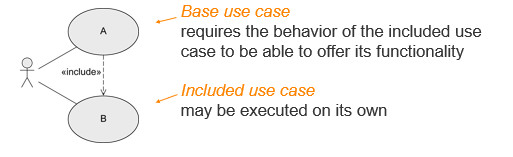 A
Base use case
requires the behavior of the included use
case to be able to offer its functionality
«include»
Included use case
may be executed on its own
B